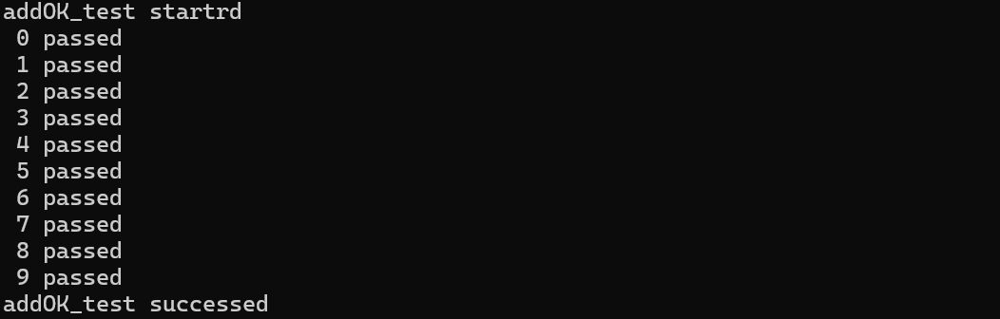 addOK_test startrd
 0 passed
 1 passed
 2 passed
 3 passed
 4 passed
 5 passed
 6 passed
 7 passed
 8 passed
 9 passed
addOK_test successed